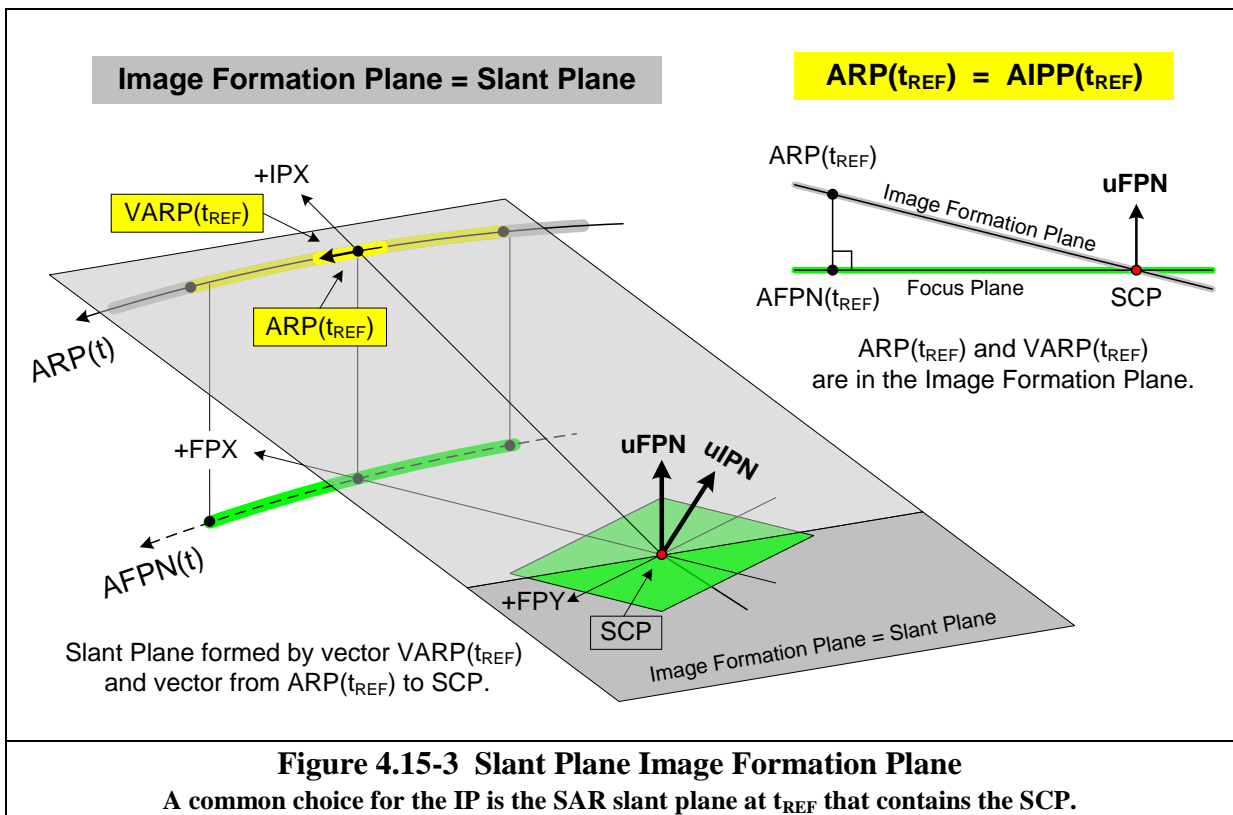 Image Formation Plane = Slant Plane
ARP(tREF) = AIPP(tREF)
+IPX
VARP(tREF)
ARP(tREF)
ARP(t)
+FPX
AFPN(t)
uFPN
uIPN
+FPY
SCP
Image Formation Plane = Slant Plane
Slant Plane formed by vector VARP(tREF)
and vector from ARP(tREF) to SCP.
ARP(tREF)
Image Formation Plane
uFPN
AFPN(tREF)
Focus Plane
SCP
ARP(tREF) and VARP(tREF)
are in the Image Formation Plane.
Figure 4.15-3 Slant Plane Image Formation Plane
A common choice for the IP is the SAR slant plane at tREF that contains the SCP.